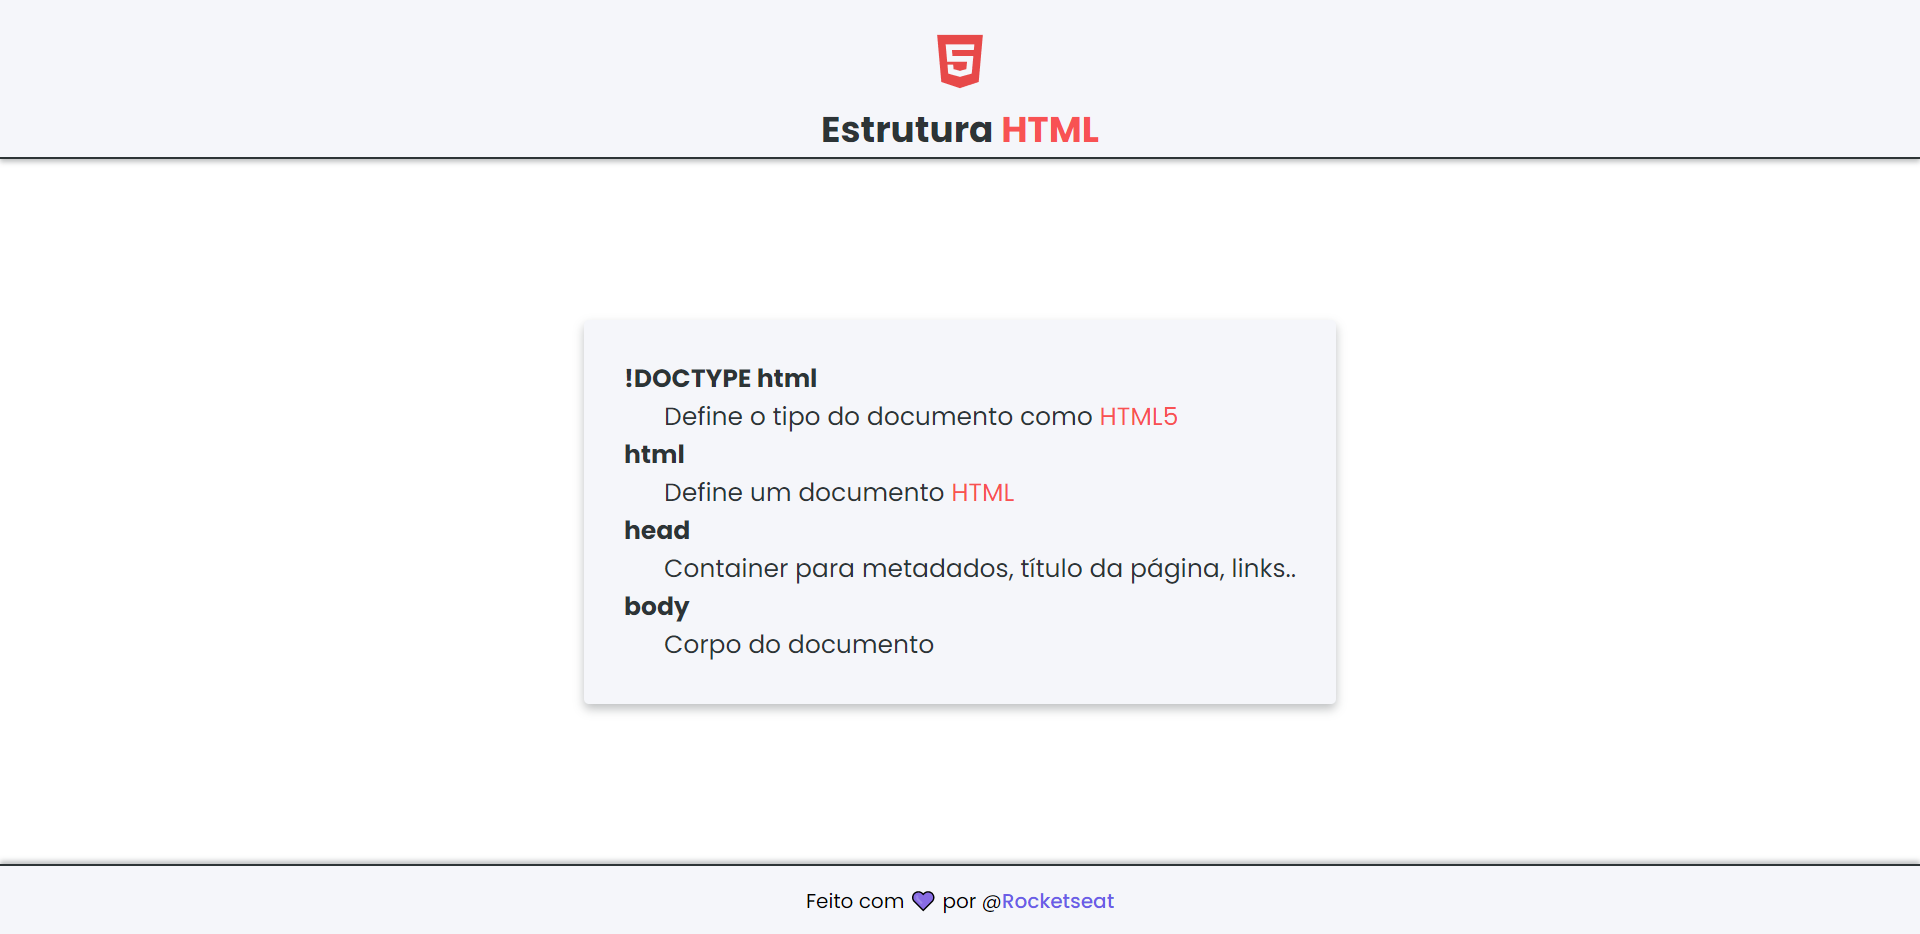 Estrutura HTML
!DOCTYPE html
Define o tipo do documento como HTML5
html
Define um documento HTML
head
Container para metadados, título da página, links..
body
Corpo do documento
Feito com 💜 por @Rocketseat